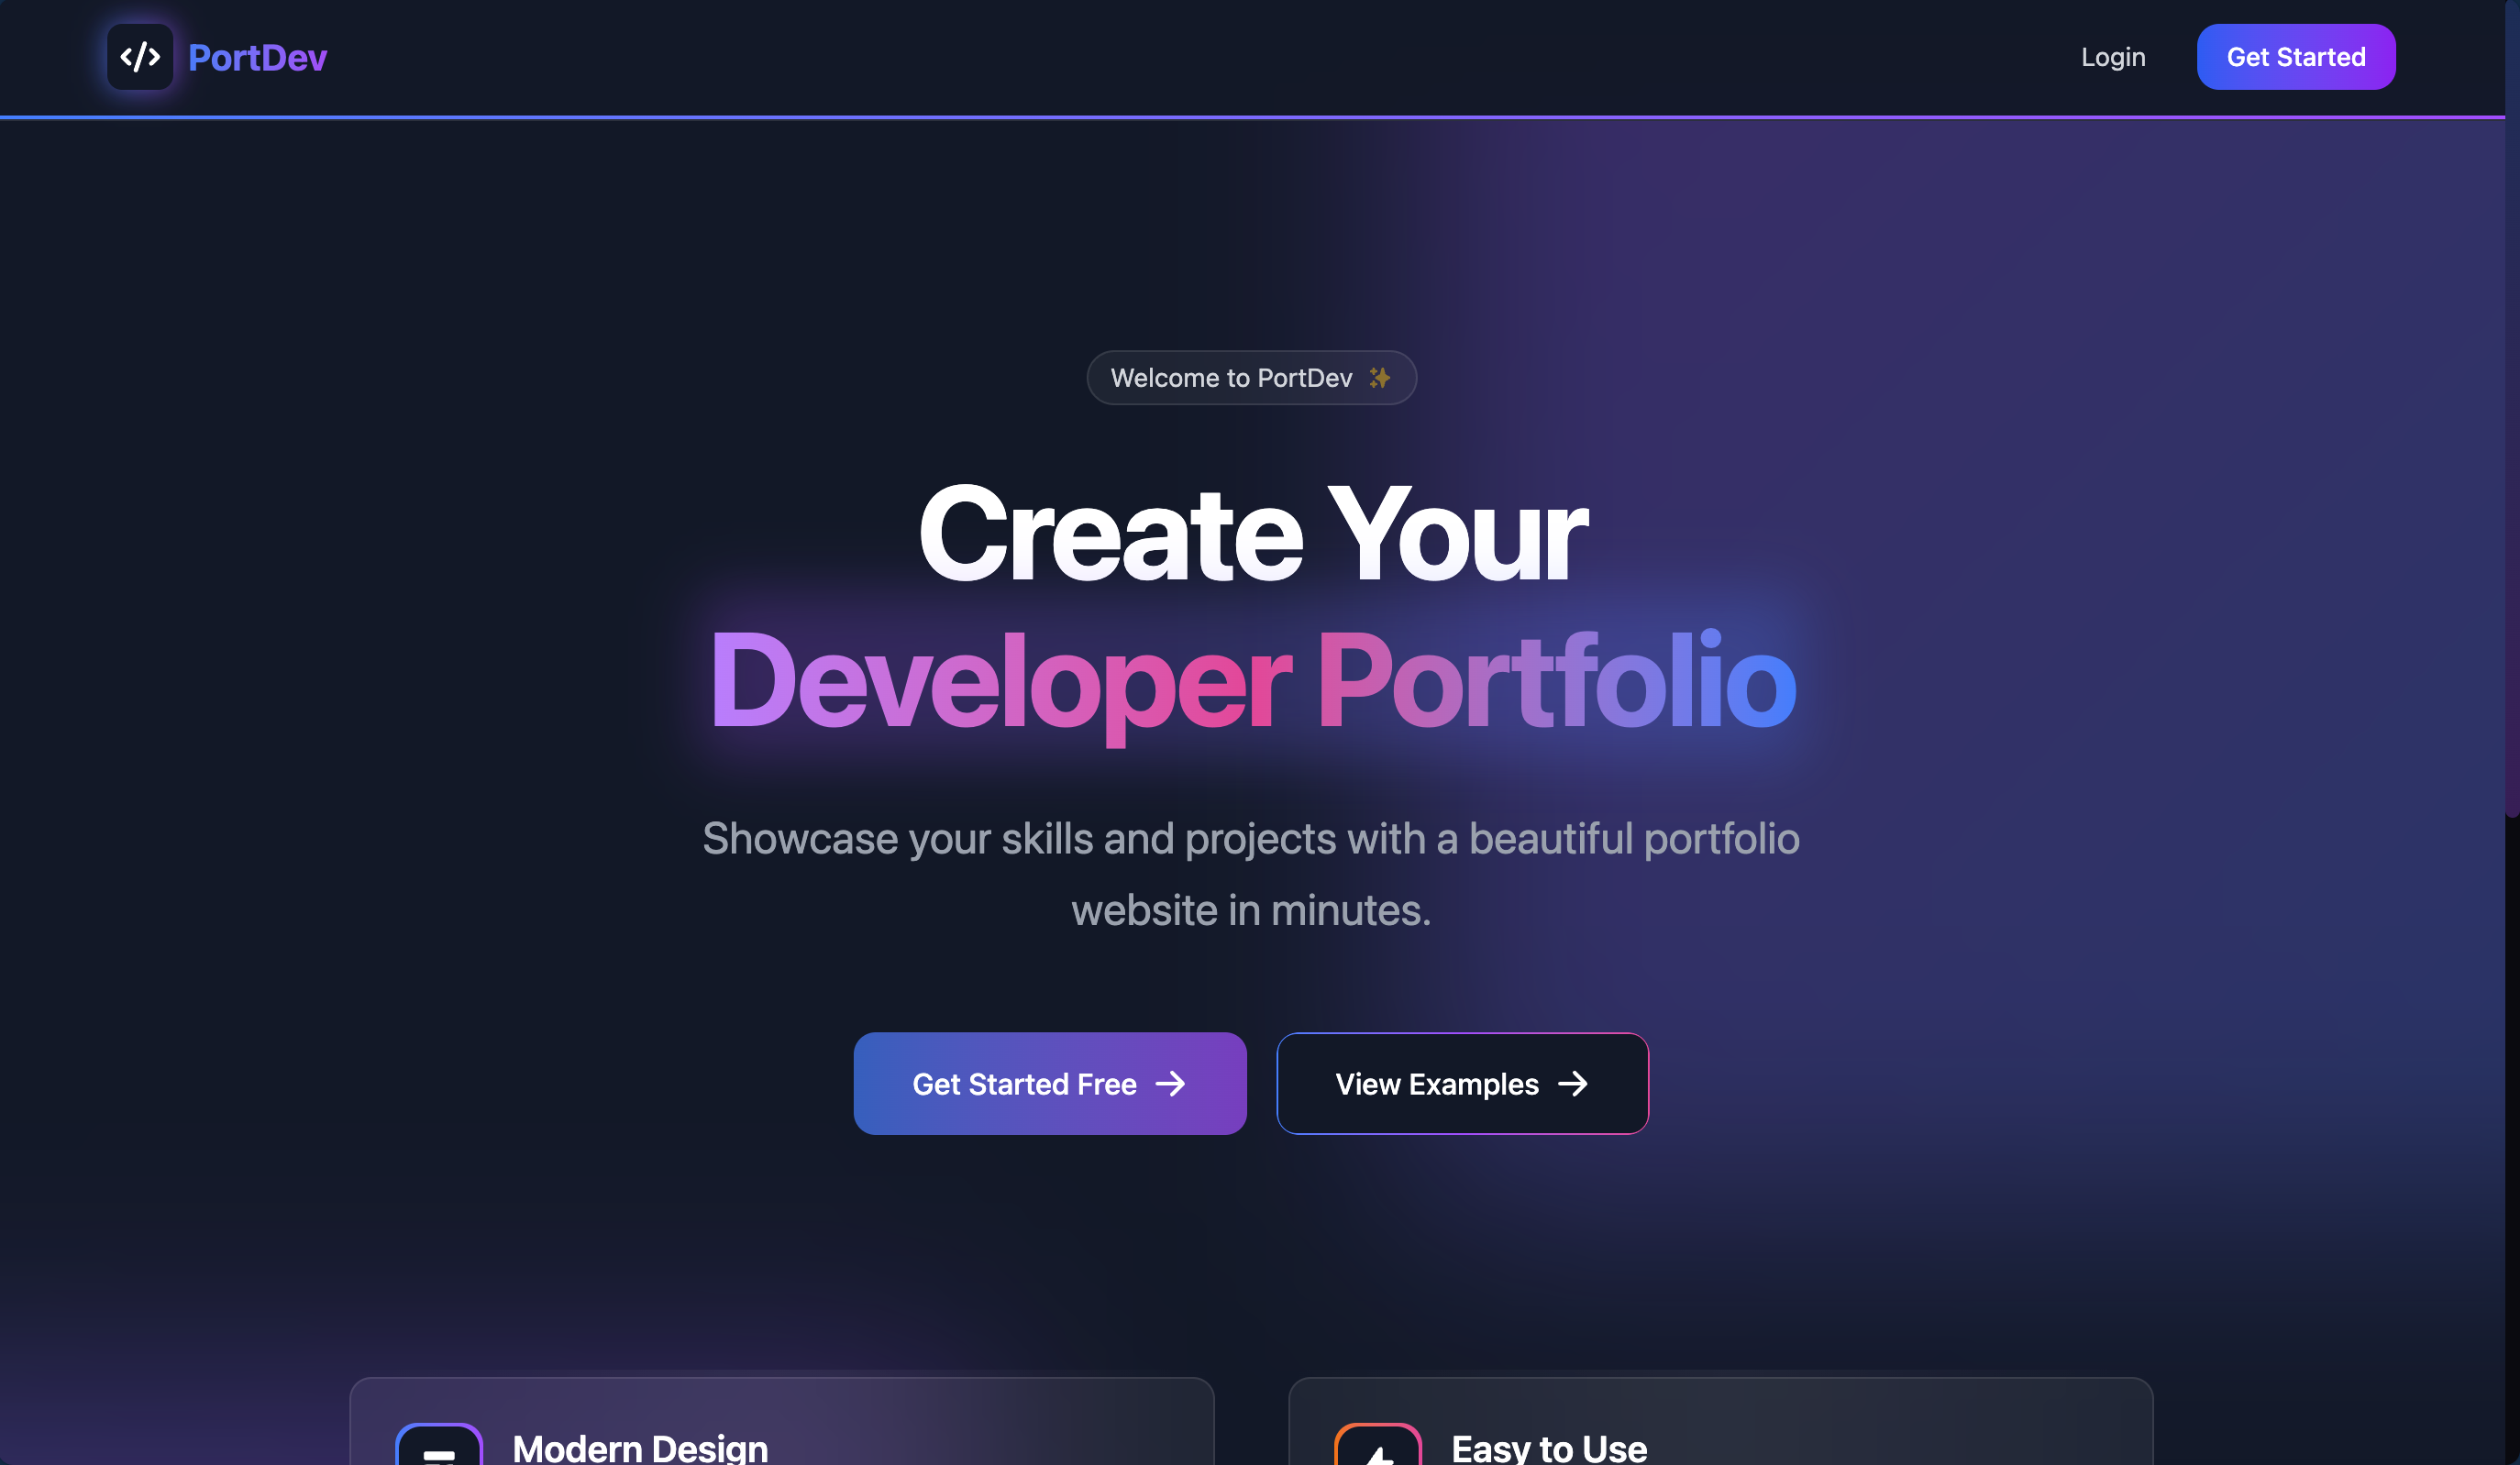 PortDev
Login
Get Started
Welcome to PortDev
Create Your
Developer Portfolio
Showcase your skills and projects with a beautiful portfolio
website in minutes.
Get Started Free
View Examples
Modern Design
Easy to Use